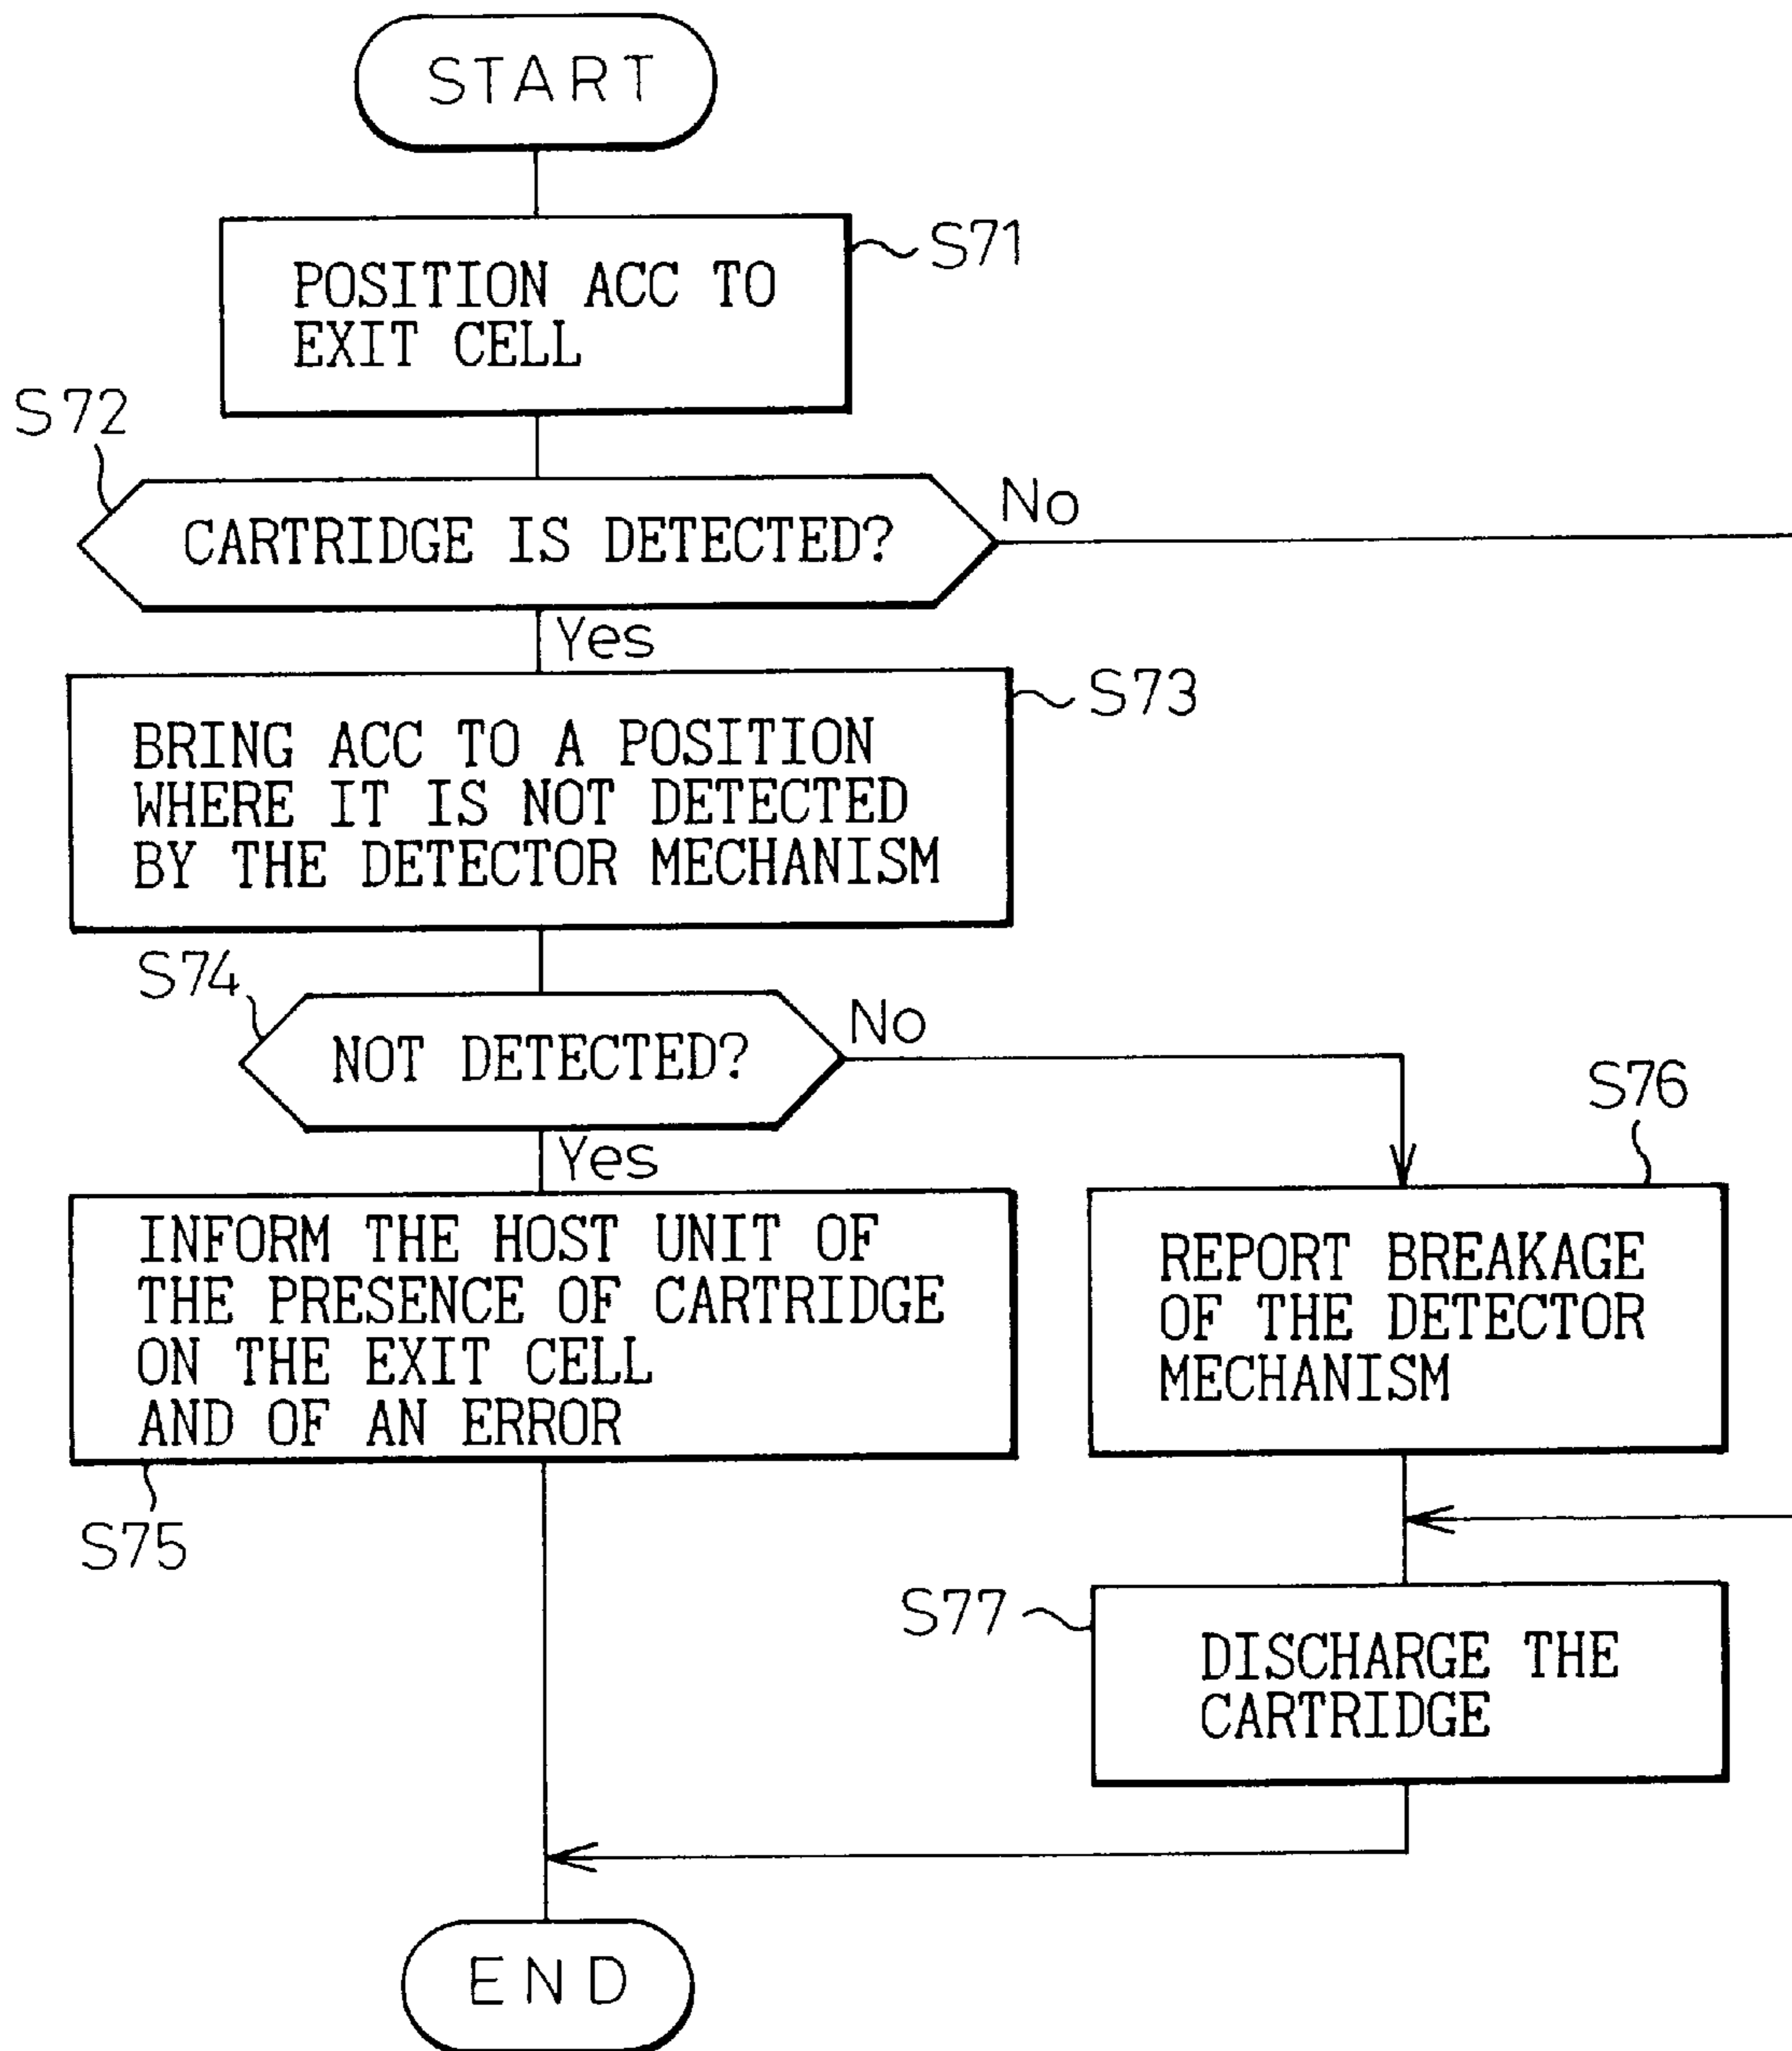 START
POSITION ACC TO
EXIT CELL
S71
S72
CARTRIDGE IS DETECTED?
No
Yes
BRING ACC TO A POSITION
WHERE IT IS NOT DETECTED
BY THE DETECTOR MECHANISM
S73
S74
NOT DETECTED?
No
Yes
INFORM THE HOST UNIT OF
THE PRESENCE OF CARTRIDGE
ON THE EXIT CELL
AND OF AN ERROR
S75
S76
REPORT BREAKAGE
OF THE DETECTOR
MECHANISM
S77
DISCHARGE THE
CARTRIDGE
END